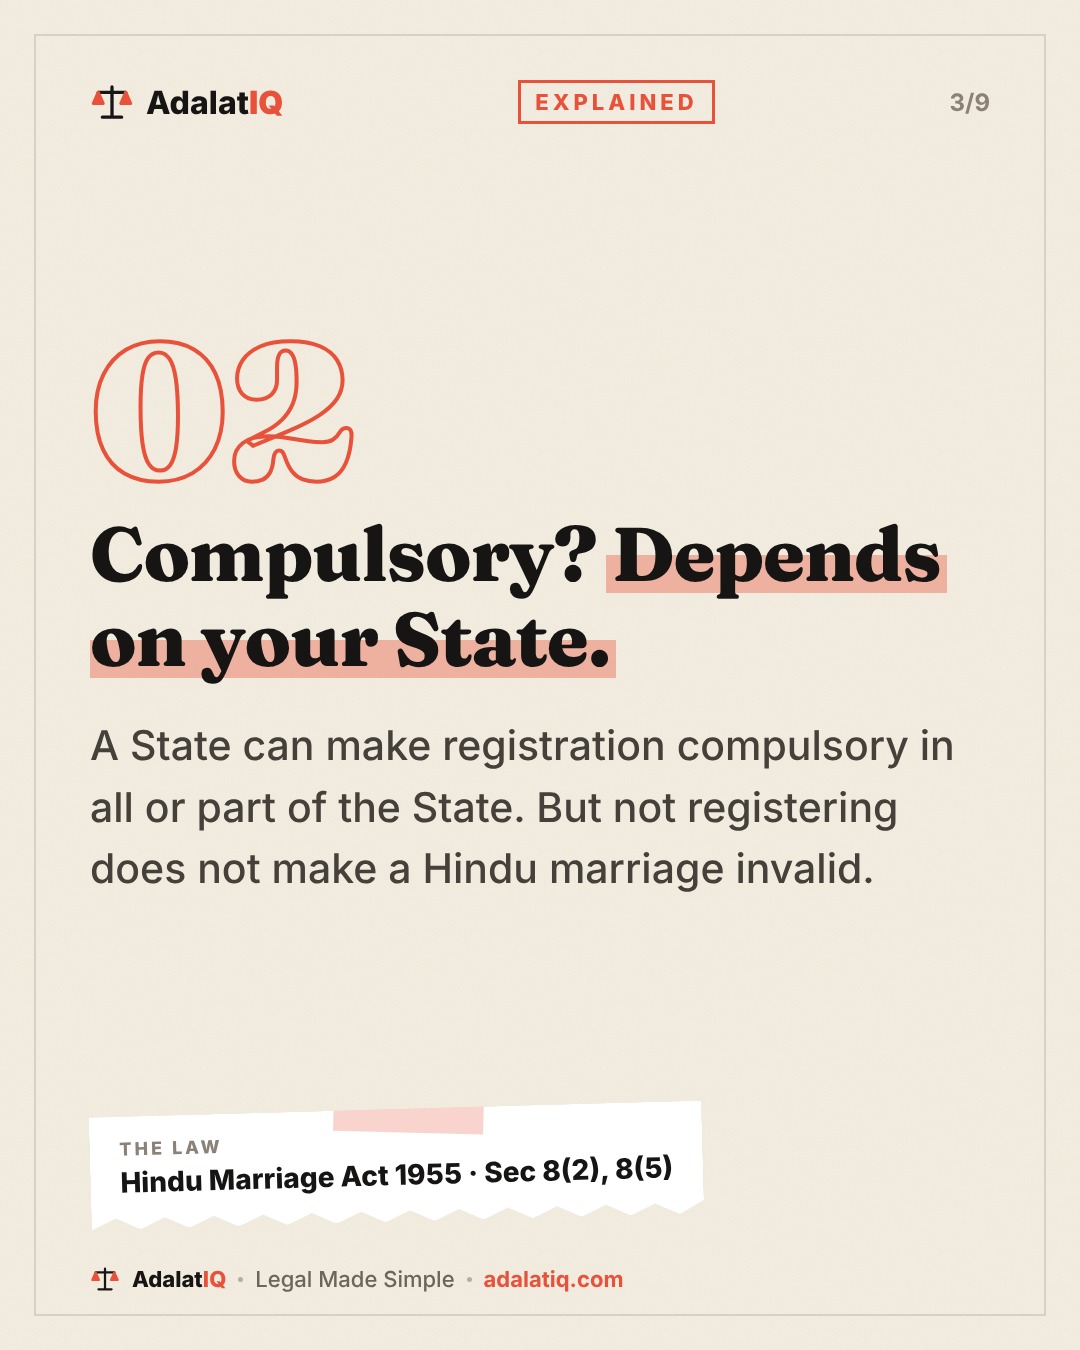 AdalatIQ
EXPLAINED
3/9
02
Compulsory? Depends
on your State.
A State can make registration compulsory in
all or part of the State. But not registering
does not make a Hindu marriage invalid.
THE LAW
Hindu Marriage Act 1955 · Sec 8(2), 8(5)
AdalatIQ • Legal Made Simple • adalatiq.com